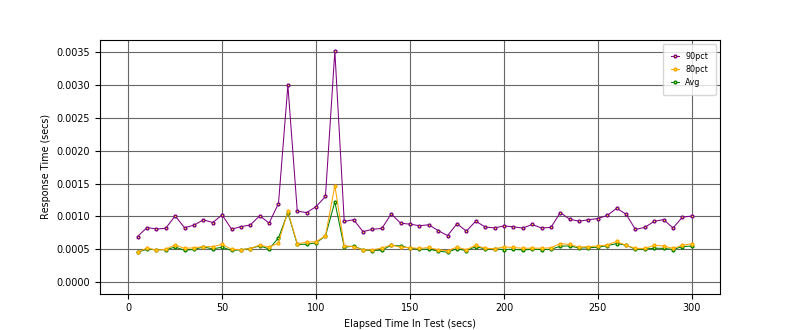 0.0035
0.0030
0.0025
0.0020
0.0015
0.0010
0.0005
0.0000
Response Time (secs)
90pct
80pct
Avg
0 50 100 150 200 250 300
Elapsed Time In Test (secs)